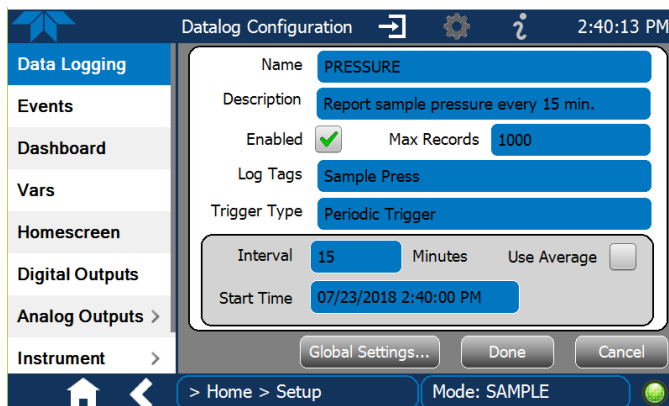 Datalog Configuration 2:40:13 PM
Data Logging
Events
Dashboard
Vars
Homescreen
Digital Outputs
Analog Outputs >
Instrument >
Name PRESSURE
Description Report sample pressure every 15 min.
Enabled Max Records 1000
Log Tags Sample Press
Trigger Type Periodic Trigger
Interval 15 Minutes Use Average
Start Time 07/23/2018 2:40:00 PM
Global Settings... Done Cancel
> Home > Setup Mode: SAMPLE